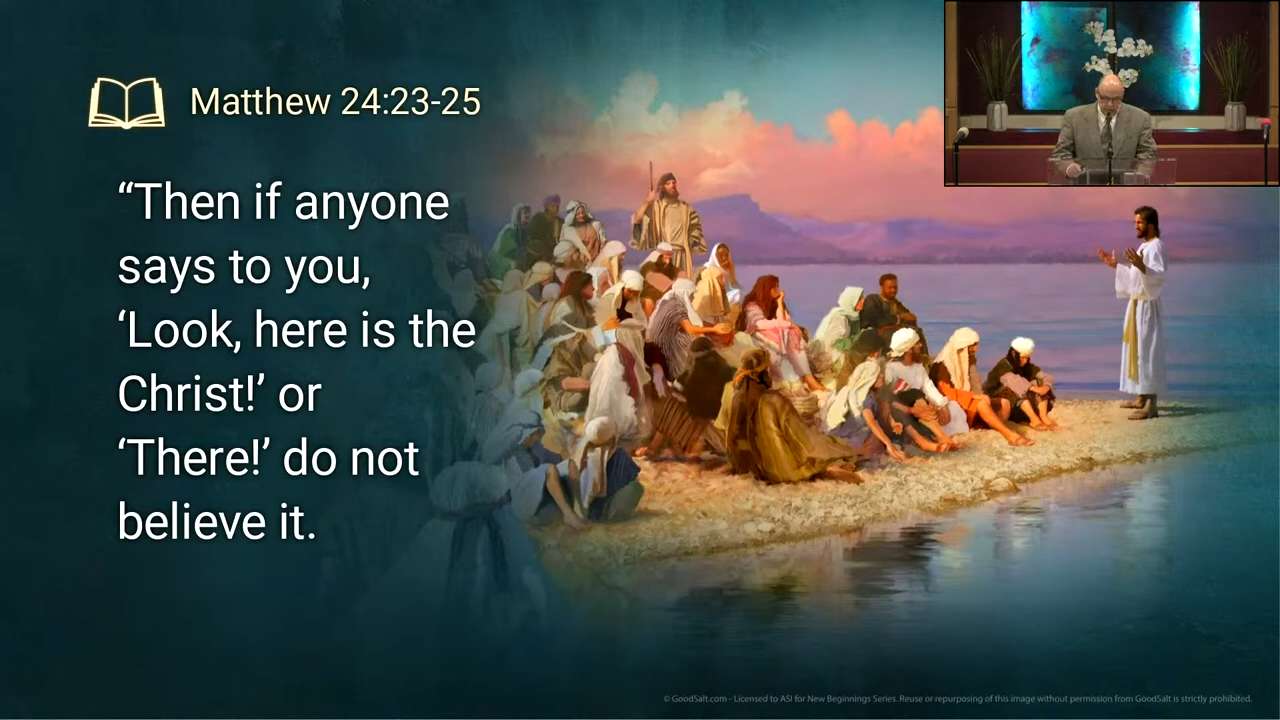 Matthew 24:23-25
“Then if anyone
says to you,
‘Look, here is the
Christ!’ or
‘There!’ do not
believe it.
© GoodSalt.com - Licensed to ASI for New Beginnings Series. Reuse or repurposing of this image without permission from GoodSalt is strictly prohibited.